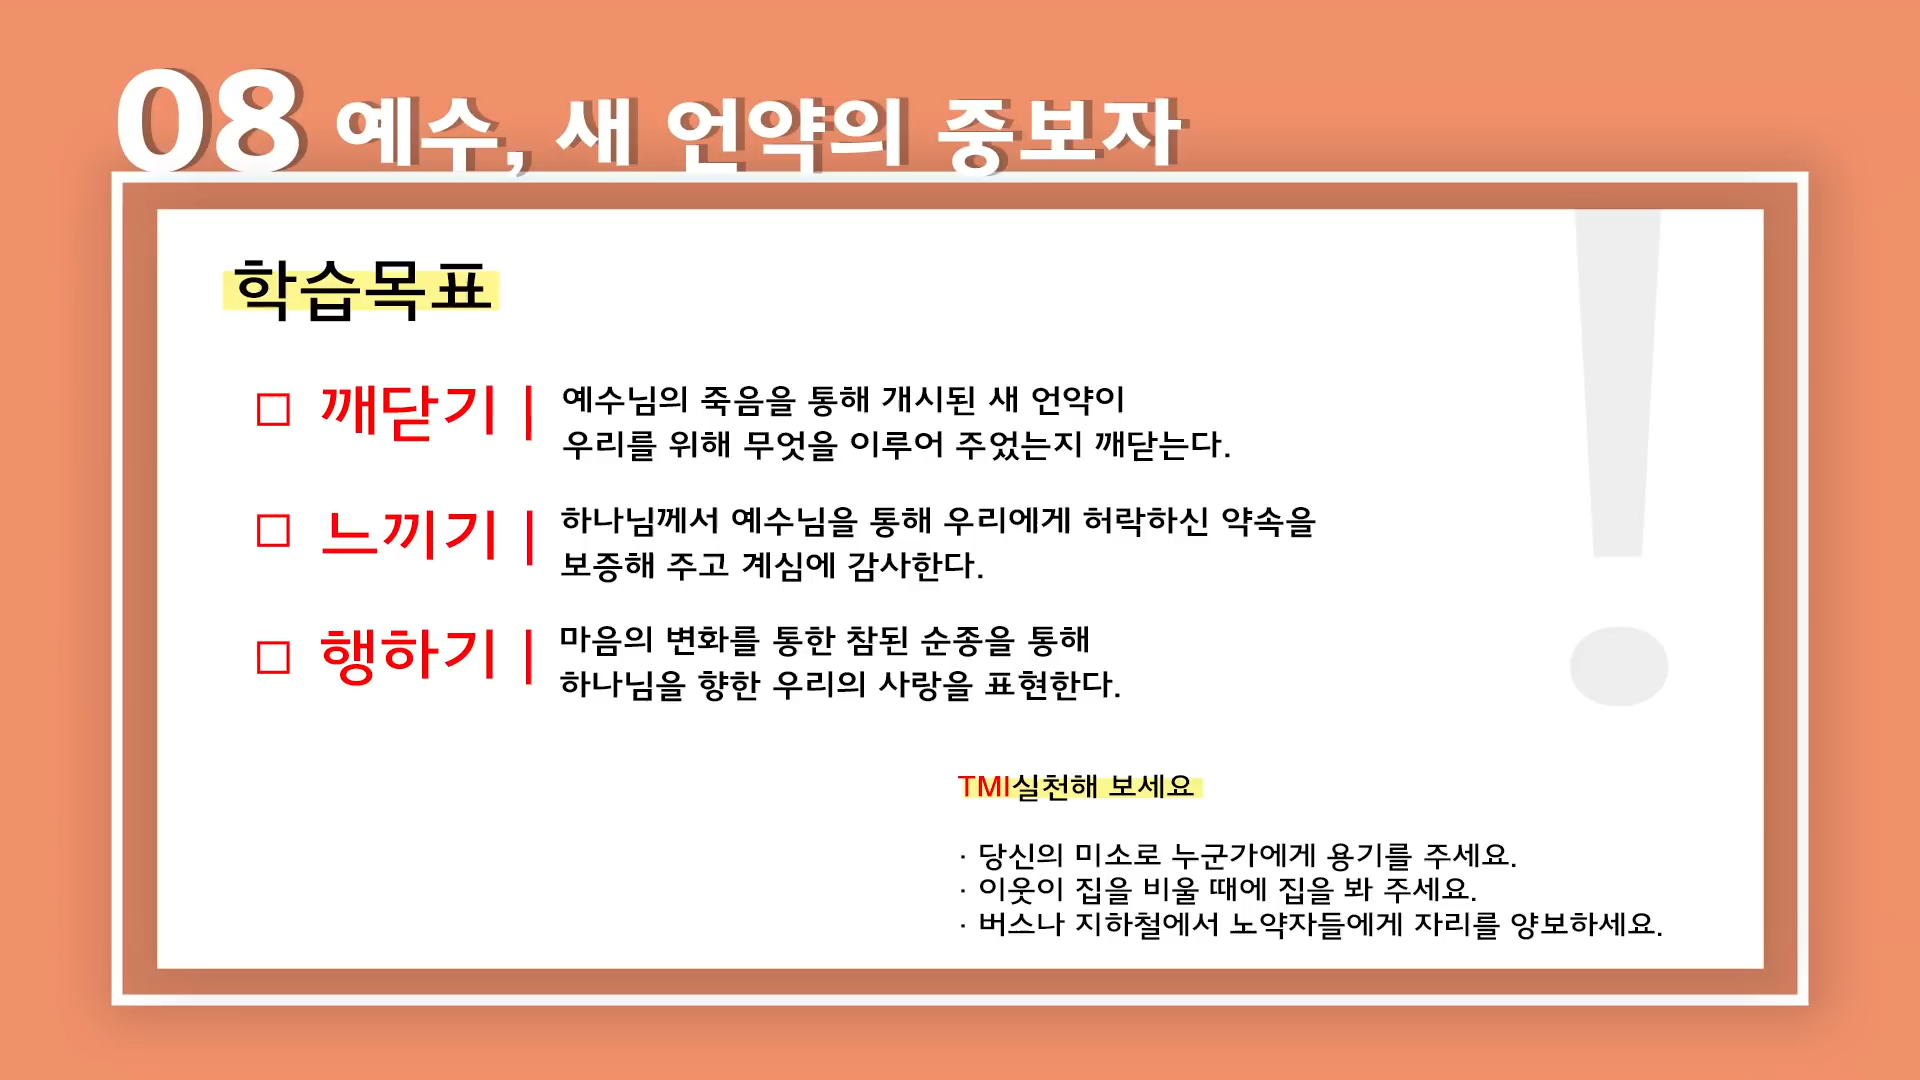 08 예수, 새 언약의 중보자
학습목표
□ 깨닫기 | 예수님의 죽음을 통해 개시된 새 언약이
우리를 위해 무엇을 이루어 주었는지 깨닫는다.
□ 느끼기 | 하나님께서 예수님을 통해 우리에게 허락하신 약속을
보증해 주고 계심에 감사한다.
□ 행하기 | 마음의 변화를 통한 참된 순종을 통해
하나님을 향한 우리의 사랑을 표현한다.
TMI실천해 보세요
· 당신의 미소로 누군가에게 용기를 주세요.
· 이웃이 집을 비울 때에 집을 봐 주세요.
· 버스나 지하철에서 노약자들에게 자리를 양보하세요.